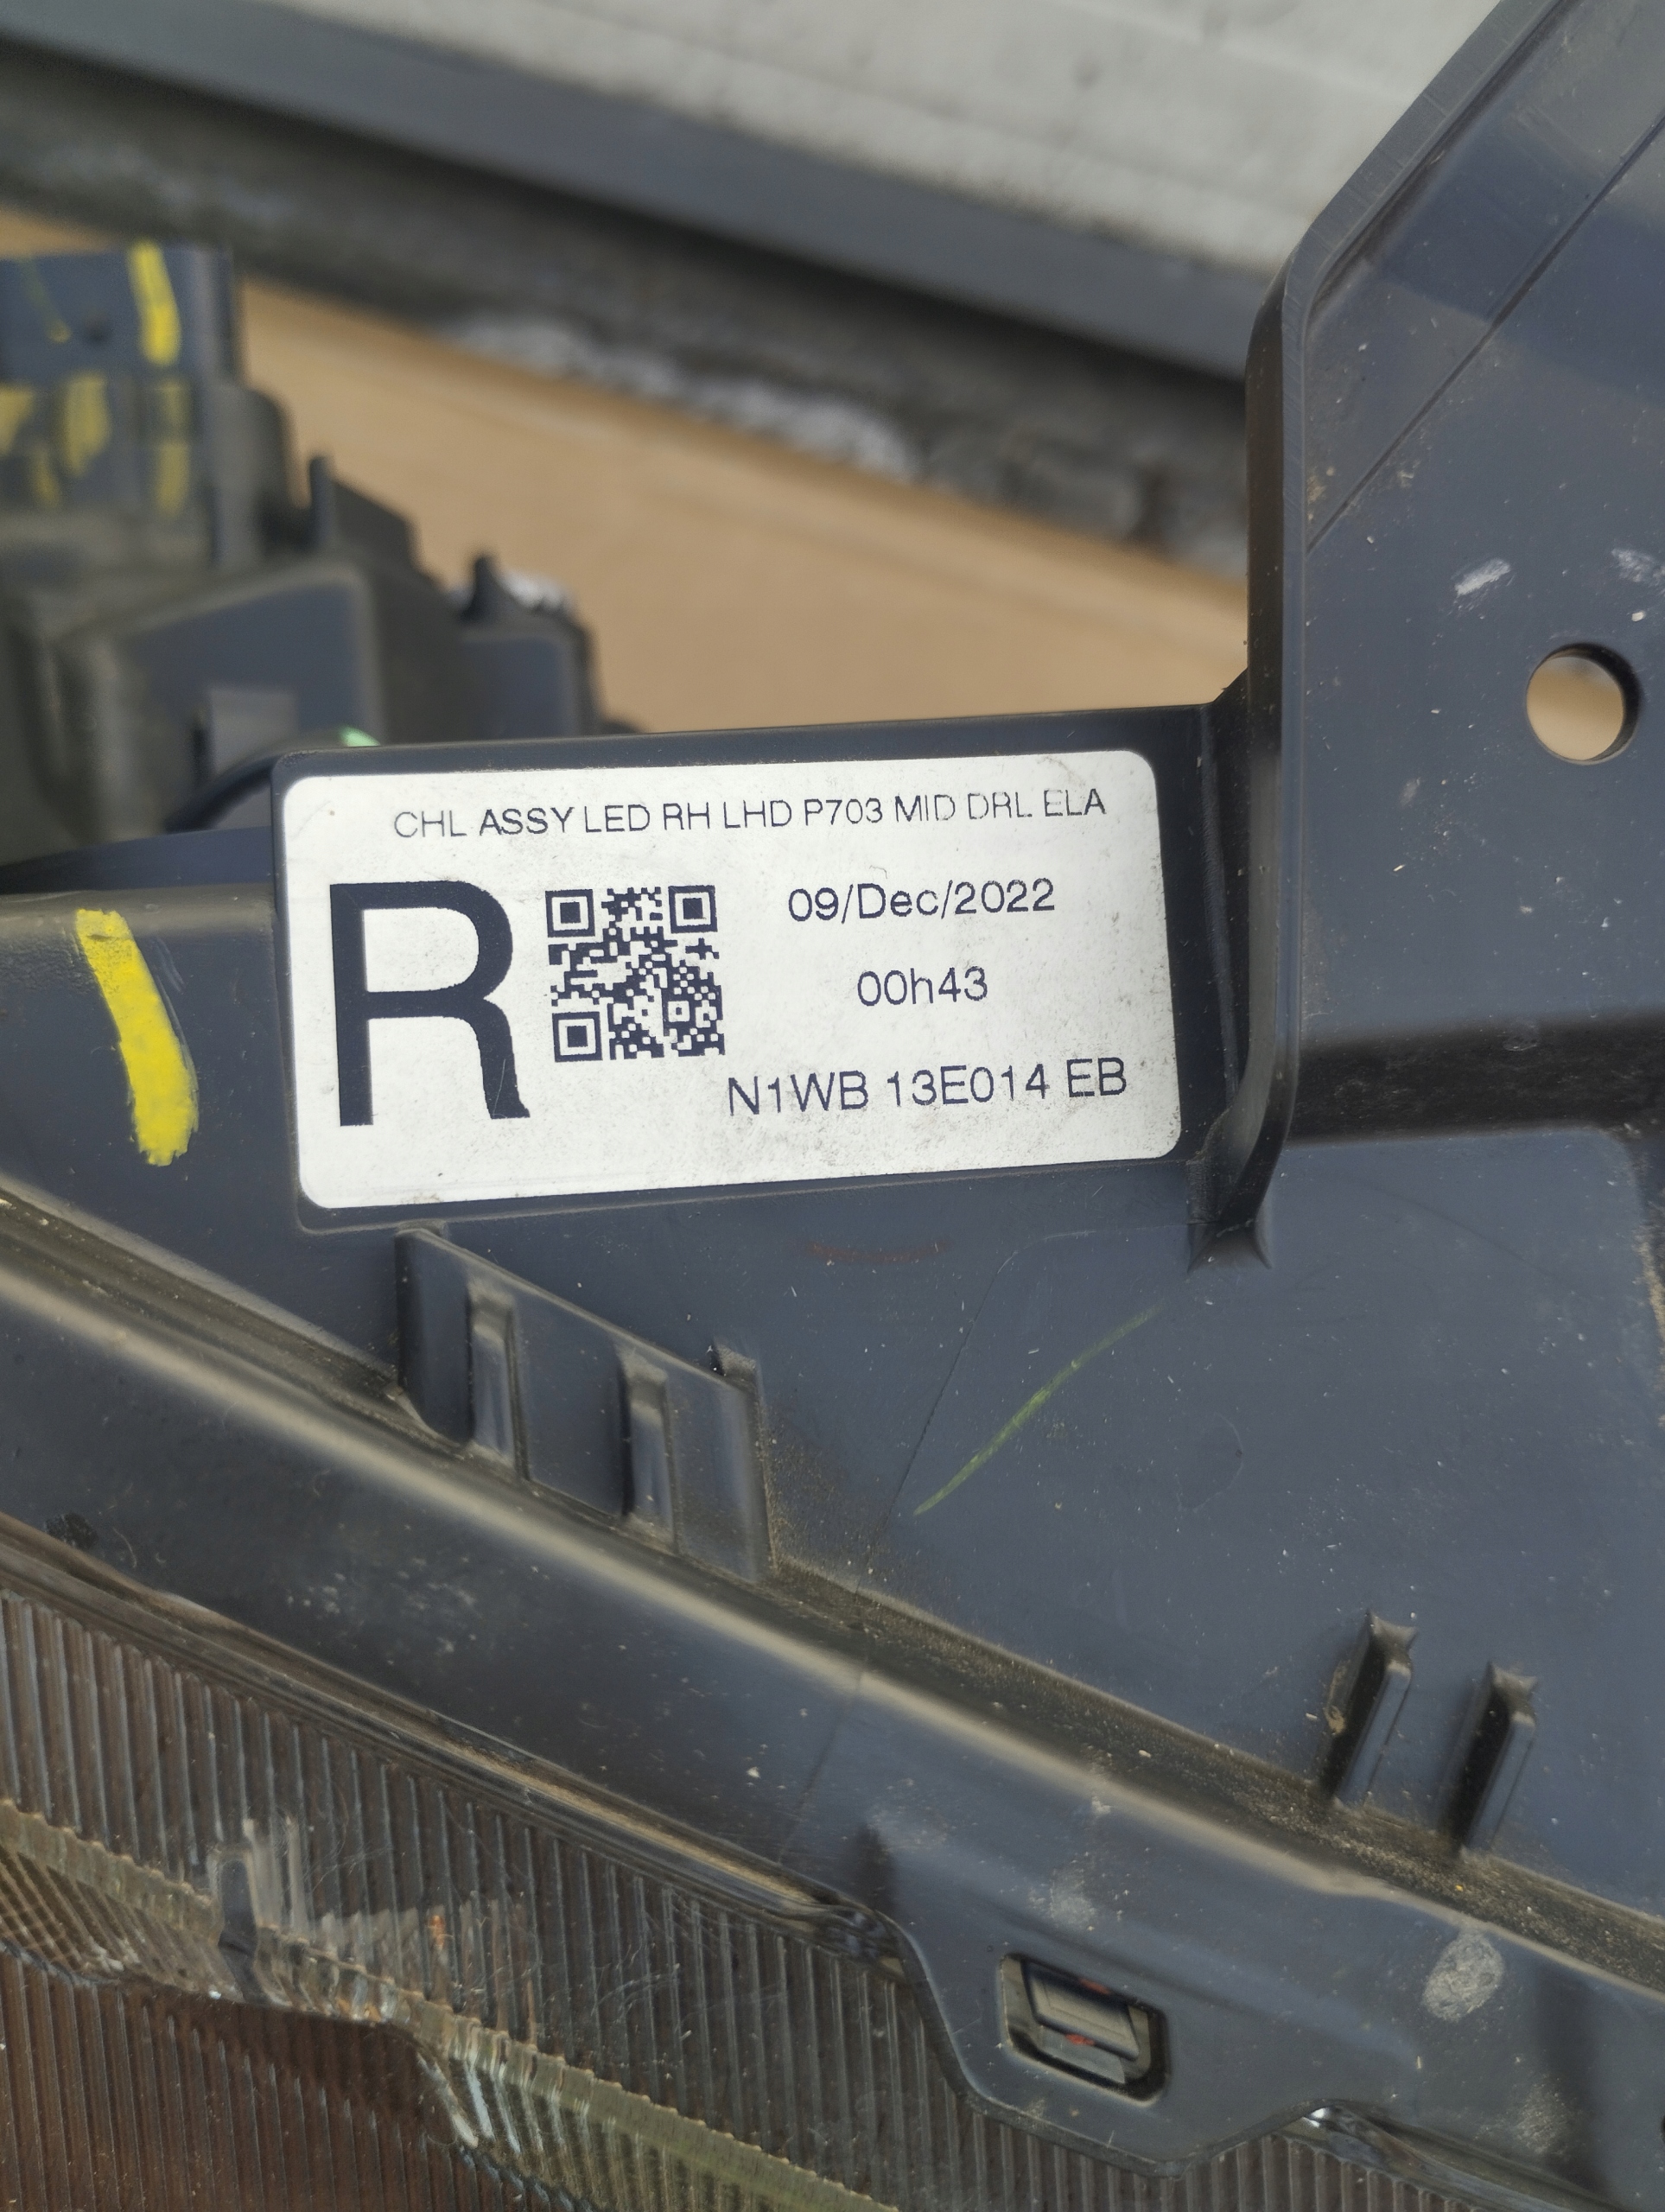 CHL ASSY LED RH LHD P703 MID DRL ELA
R
09/Dec/2022
00h43
N1WB 13E014 EB